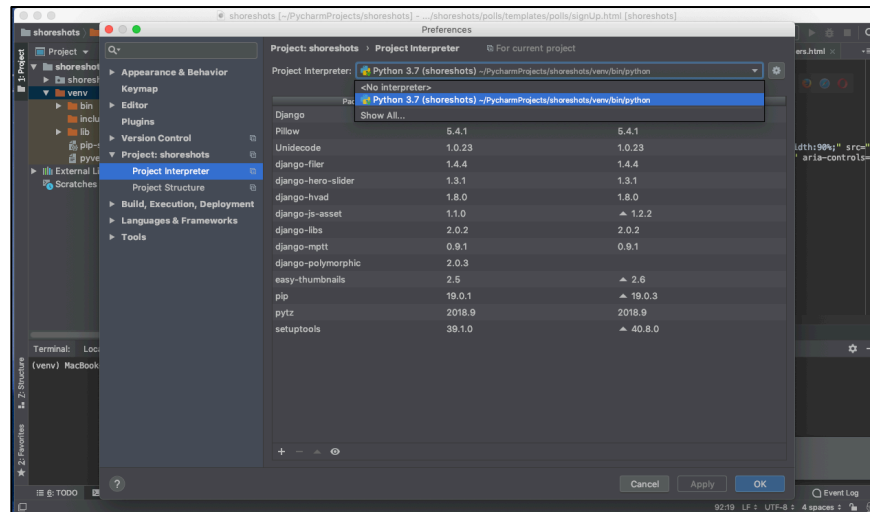 shoreshots [~/PycharmProjects/shoreshots] - .../shoreshots/polls/templates/polls/signUp.html [shoreshots]
shoreshots
Preferences
1: Project
Project
shoreshot
shoresl
venv
bin
inclu
lib
pip-s
pyve
External Li
Scratches
Q-
Appearance & Behavior
Keymap
Editor
Plugins
Version Control
Project: shoreshots
Project Interpreter
Project Structure
Build, Execution, Deployment
Languages & Frameworks
Tools
Project: shoreshots › Project Interpreter For current project
Project Interpreter: Python 3.7 (shoreshots) ~/PycharmProjects/shoreshots/venv/bin/python
<No interpreter>
Python 3.7 (shoreshots) ~/PycharmProjects/shoreshots/venv/bin/python
Show All...
Pac
Django
Pillow 5.4.1 5.4.1
Unidecode 1.0.23 1.0.23
django-filer 1.4.4 1.4.4
django-hero-slider 1.3.1 1.3.1
django-hvad 1.8.0 1.8.0
django-js-asset 1.1.0 ▲ 1.2.2
django-libs 2.0.2 2.0.2
django-mptt 0.9.1 0.9.1
django-polymorphic 2.0.3
easy-thumbnails 2.5 ▲ 2.6
pip 19.0.1 ▲ 19.0.3
pytz 2018.9 2018.9
setuptools 39.1.0 ▲ 40.8.0
ers.html
idth:90%;" src="
" aria-controls=
Terminal: Loca
(venv) MacBook
Z: Structure
2: Favorites
?
Cancel Apply OK
6: TODO
Event Log
92:19 LF UTF-8 4 spaces